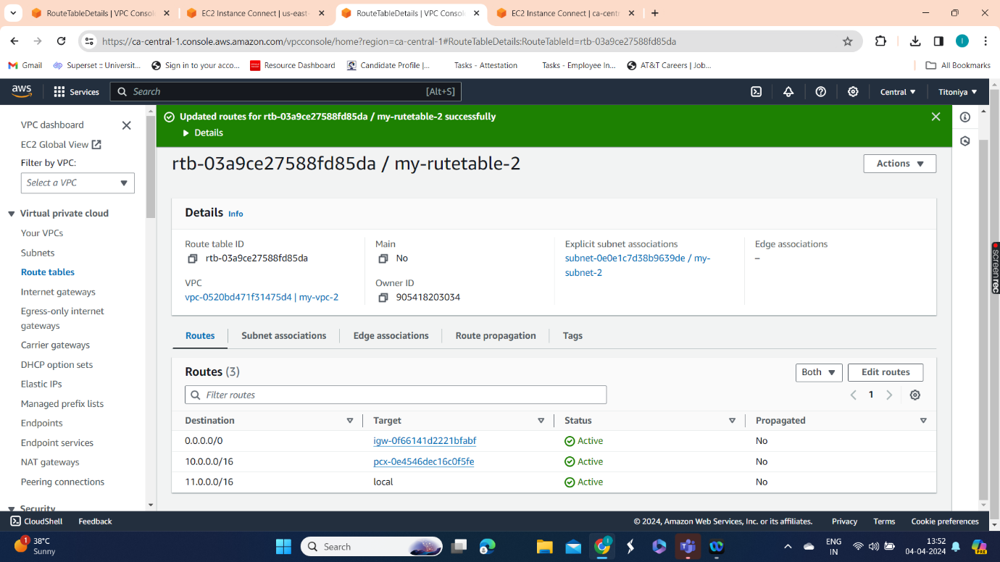 RouteTableDetails | VPC Consol
EC2 Instance Connect | us-east-
RouteTableDetails | VPC Consol
EC2 Instance Connect | ca-centr
https://ca-central-1.console.aws.amazon.com/vpcconsole/home?region=ca-central-1#RouteTableDetails:RouteTableId=rtb-03a9ce27588fd85da
I
Gmail
Superset :: Universit...
Sign in to your acco...
Resource Dashboard
Candidate Profile |...
Tasks - Attestation
Tasks - Employee In...
AT&T Careers | Job...
All Bookmarks
aws
Services
Search
[Alt+S]
Central
Titoniya
VPC dashboard
EC2 Global View
Filter by VPC:
Select a VPC
Virtual private cloud
Your VPCs
Subnets
Route tables
Internet gateways
Egress-only internet
gateways
Carrier gateways
DHCP option sets
Elastic IPs
Managed prefix lists
Endpoints
Endpoint services
NAT gateways
Peering connections
Security
Updated routes for rtb-03a9ce27588fd85da / my-rutetable-2 successfully
Details
rtb-03a9ce27588fd85da / my-rutetable-2
Actions
Details Info
Route table ID
rtb-03a9ce27588fd85da
Main
No
Explicit subnet associations
subnet-0e0e1c7d38b9639de / my-
subnet-2
Edge associations
–
VPC
vpc-0520bd471f31475d4 | my-vpc-2
Owner ID
905418203034
Routes
Subnet associations
Edge associations
Route propagation
Tags
Routes (3)
Both
Edit routes
Filter routes
1
Destination Target Status Propagated
0.0.0.0/0 igw-0f66141d2221bfabf Active No
10.0.0.0/16 pcx-0e4546dec16c0f5fe Active No
11.0.0.0/16 local Active No
screenrec
CloudShell
Feedback
© 2024, Amazon Web Services, Inc. or its affiliates.
Privacy
Terms
Cookie preferences
1
38°C
Sunny
Search
ENG
IN
13:52
04-04-2024
PRE